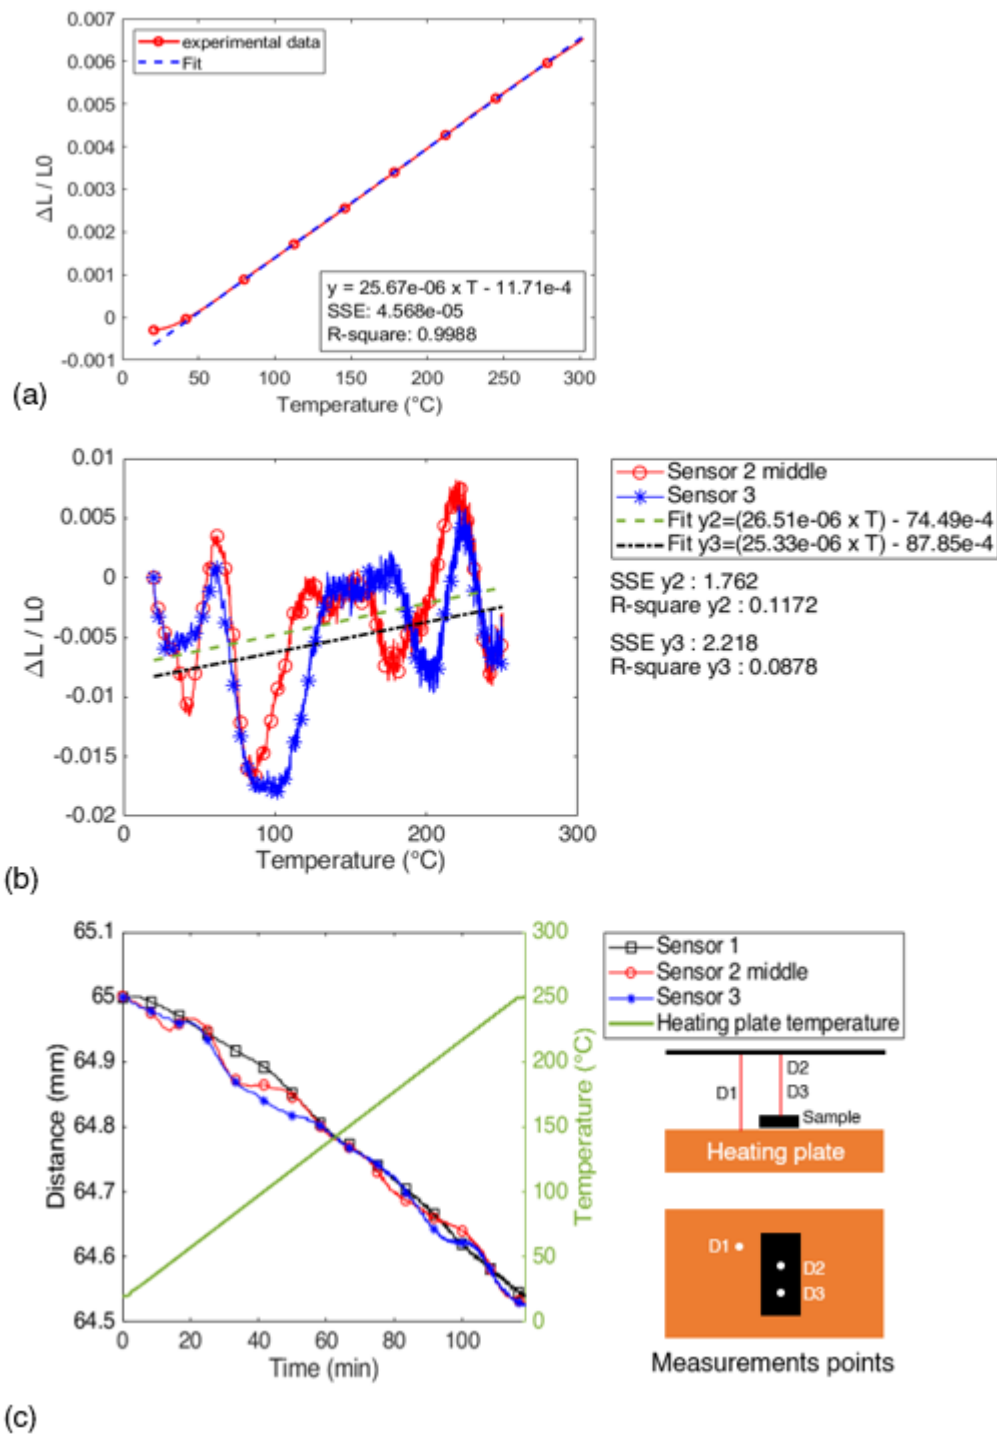 0.007
0.006
0.005
0.004
0.003
0.002
0.001
0
-0.001
ΔL / L0
experimental data
Fit
y = 25.67e-06 x T - 11.71e-4
SSE: 4.568e-05
R-square: 0.9988
0 50 100 150 200 250 300
Temperature (°C)
(a)
0.01
0.005
0
-0.005
-0.01
-0.015
-0.02
ΔL / L0
0 100 200 300
Temperature (°C)
Sensor 2 middle
Sensor 3
Fit y2=(26.51e-06 x T) - 74.49e-4
Fit y3=(25.33e-06 x T) - 87.85e-4
SSE y2 : 1.762
R-square y2 : 0.1172
SSE y3 : 2.218
R-square y3 : 0.0878
(b)
65.1
65
64.9
64.8
64.7
64.6
64.5
Distance (mm)
0 20 40 60 80 100
Time (min)
300
250
200
150
100
50
0
Temperature (°C)
Sensor 1
Sensor 2 middle
Sensor 3
Heating plate temperature
D1
D2
D3
Sample
Heating plate
D1
D2
D3
Measurements points
(c)